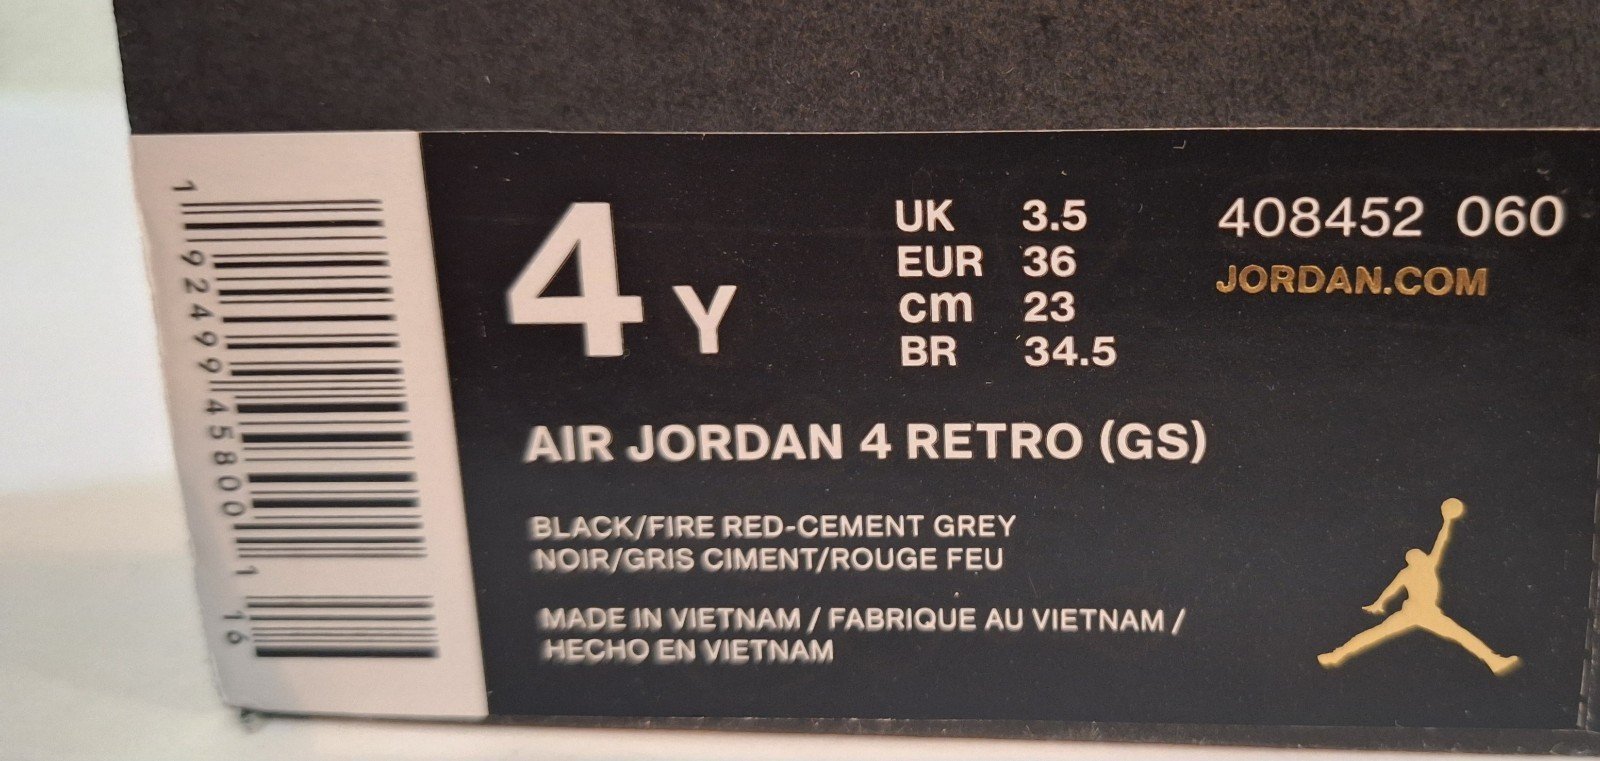 1 92499 45800 1 16
4 Y
UK 3.5
EUR 36
cm 23
BR 34.5
408452 060
JORDAN.COM
AIR JORDAN 4 RETRO (GS)
BLACK/FIRE RED-CEMENT GREY
NOIR/GRIS CIMENT/ROUGE FEU
MADE IN VIETNAM / FABRIQUE AU VIETNAM /
HECHO EN VIETNAM